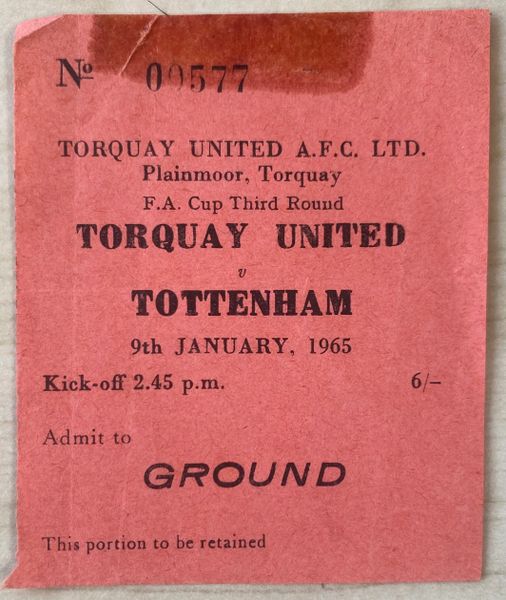 Nº 00577
TORQUAY UNITED A.F.C. LTD.
Plainmoor, Torquay
F.A. Cup Third Round
TORQUAY UNITED
v
TOTTENHAM
9th JANUARY, 1965
Kick-off 2.45 p.m. 6/–
Admit to
GROUND
This portion to be retained